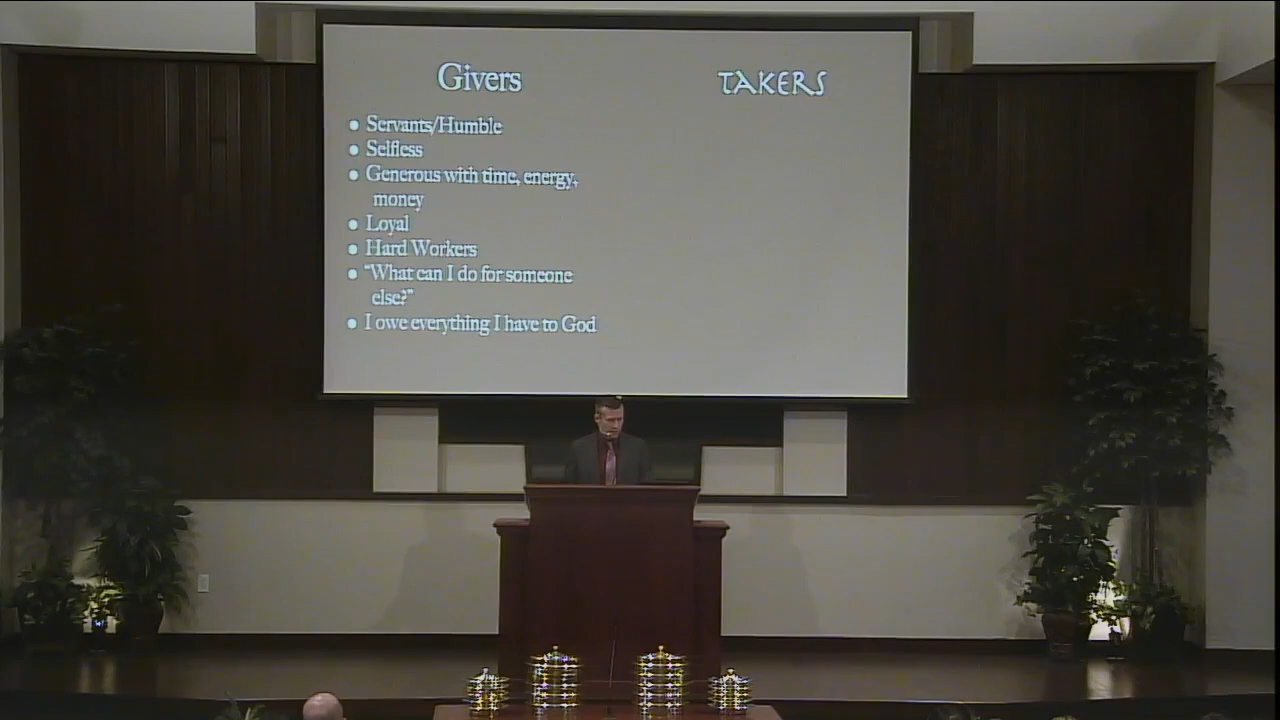 Givers
TAKERS
• Servants/Humble
• Selfless
• Generous with time, energy,
money
• Loyal
• Hard Workers
• "What can I do for someone
else?"
• I owe everything I have to God